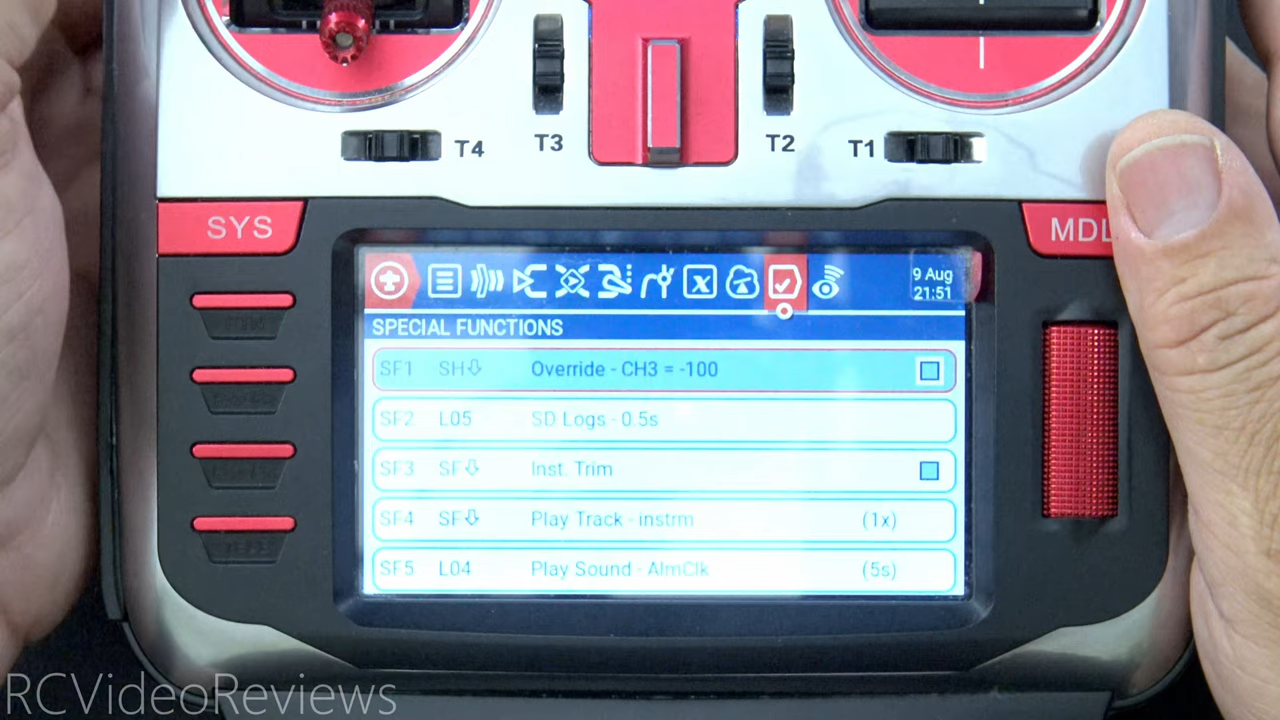 T4
T3
T2
T1
SYS
MDL
9 Aug
21:51
SPECIAL FUNCTIONS
SF1 SH↓ Override - CH3 = -100
SF2 L05 SD Logs - 0.5s
SF3 SF↓ Inst. Trim
SF4 SF↓ Play Track - instrm (1x)
SF5 L04 Play Sound - AlmClk (5s)
RCVideoReviews